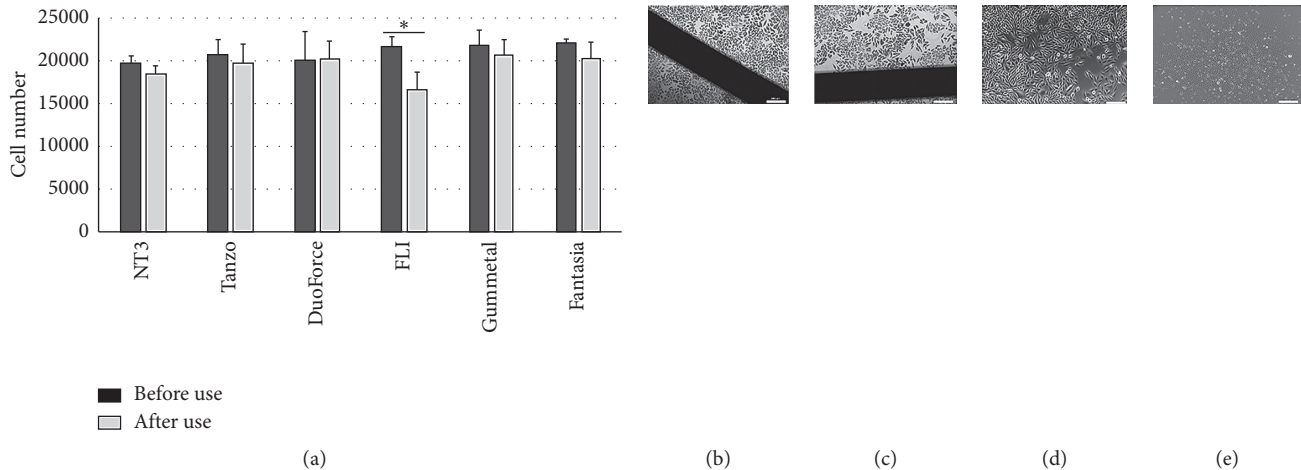 Cell number
25000
20000
15000
10000
5000
0
*
NT3
Tanzo
DuoForce
FLI
Gummetal
Fantasia
Before use
After use
(a)
(b)
(c)
(d)
(e)